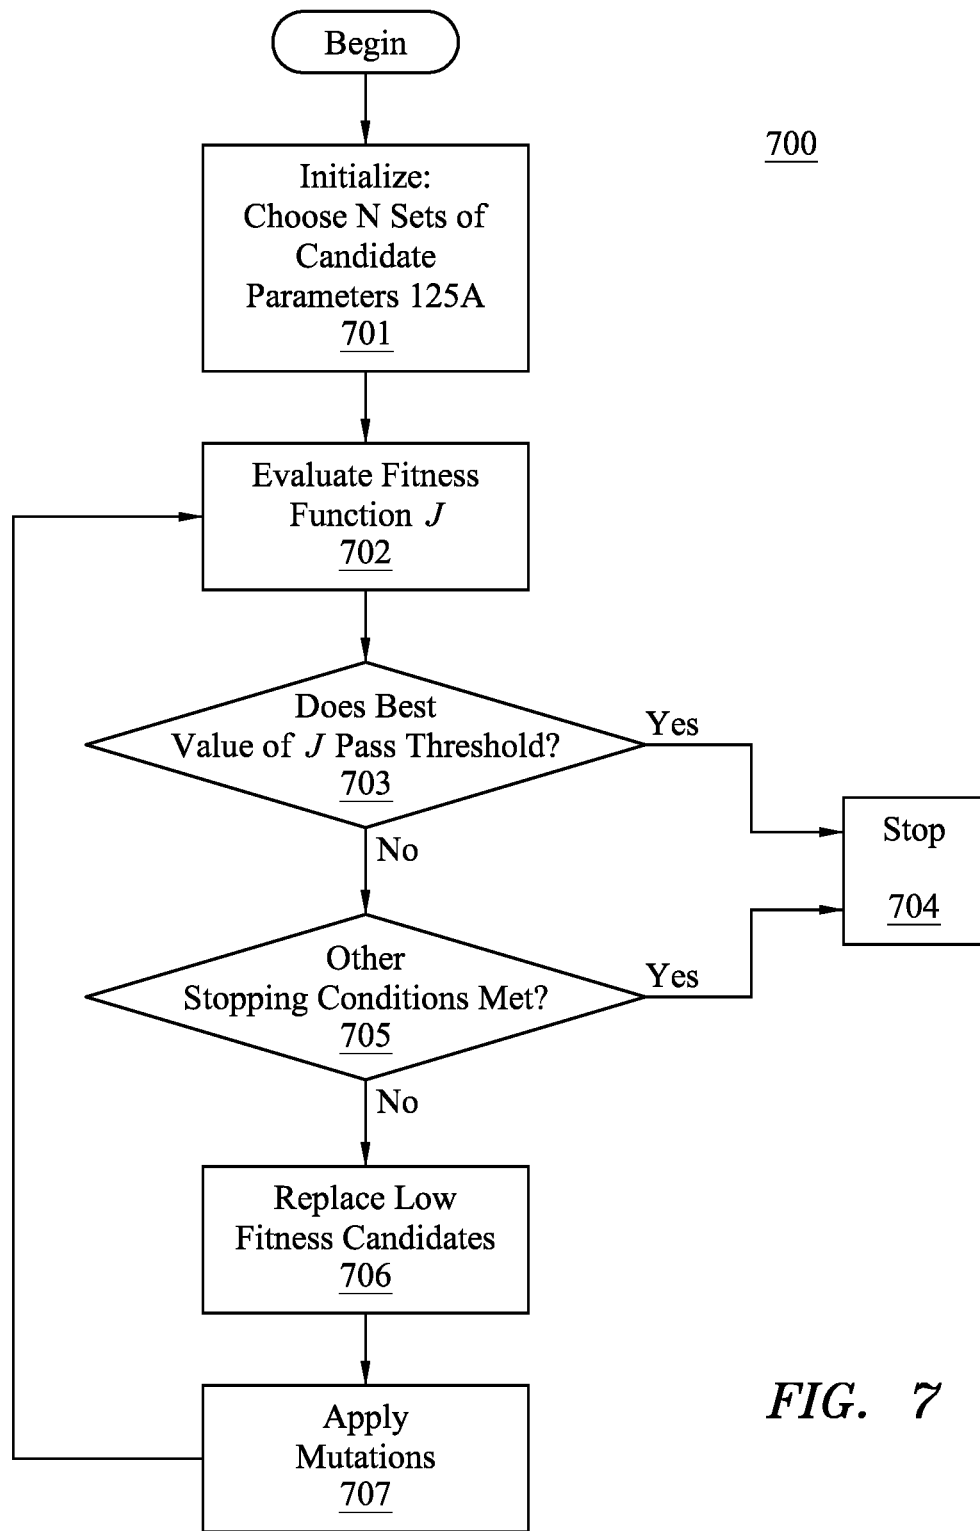 Begin
700
Initialize:
Choose N Sets of
Candidate
Parameters 125A
701
Evaluate Fitness
Function J
702
Does Best
Value of J Pass Threshold?
703
Yes
No
Stop
704
Other
Stopping Conditions Met?
705
Yes
No
Replace Low
Fitness Candidates
706
Apply
Mutations
707
FIG. 7